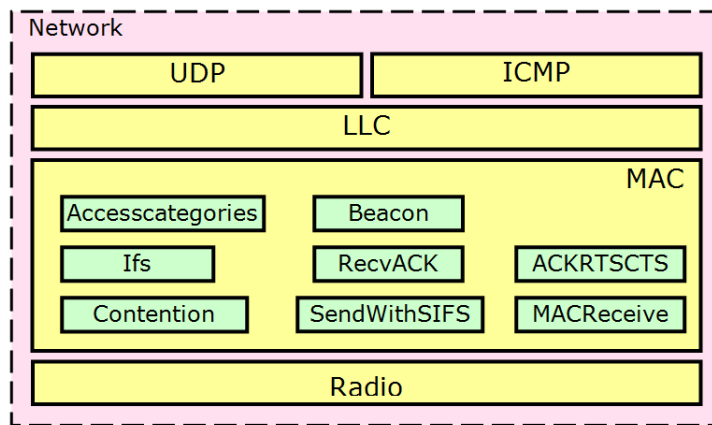 Network
UDP ICMP
LLC
MAC
Accesscategories Beacon
Ifs RecvACK ACKRTSCTS
Contention SendWithSIFS MACReceive
Radio